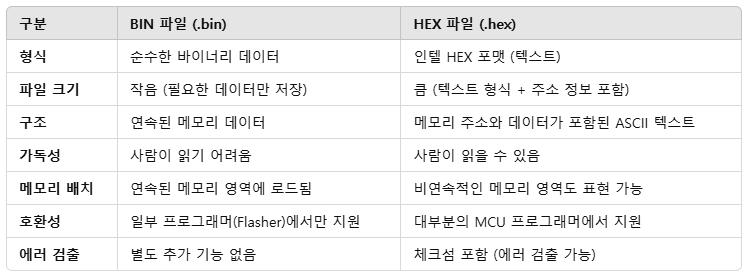 구분 BIN 파일 (.bin) HEX 파일 (.hex)
형식 순수한 바이너리 데이터 인텔 HEX 포맷 (텍스트)
파일 크기 작음 (필요한 데이터만 저장) 큼 (텍스트 형식 + 주소 정보 포함)
구조 연속된 메모리 데이터 메모리 주소와 데이터가 포함된 ASCII 텍스트
가독성 사람이 읽기 어려움 사람이 읽을 수 있음
메모리 배치 연속된 메모리 영역에 로드됨 비연속적인 메모리 영역도 표현 가능
호환성 일부 프로그래머(Flasher)에서만 지원 대부분의 MCU 프로그래머에서 지원
에러 검출 별도 추가 기능 없음 체크섬 포함 (에러 검출 가능)